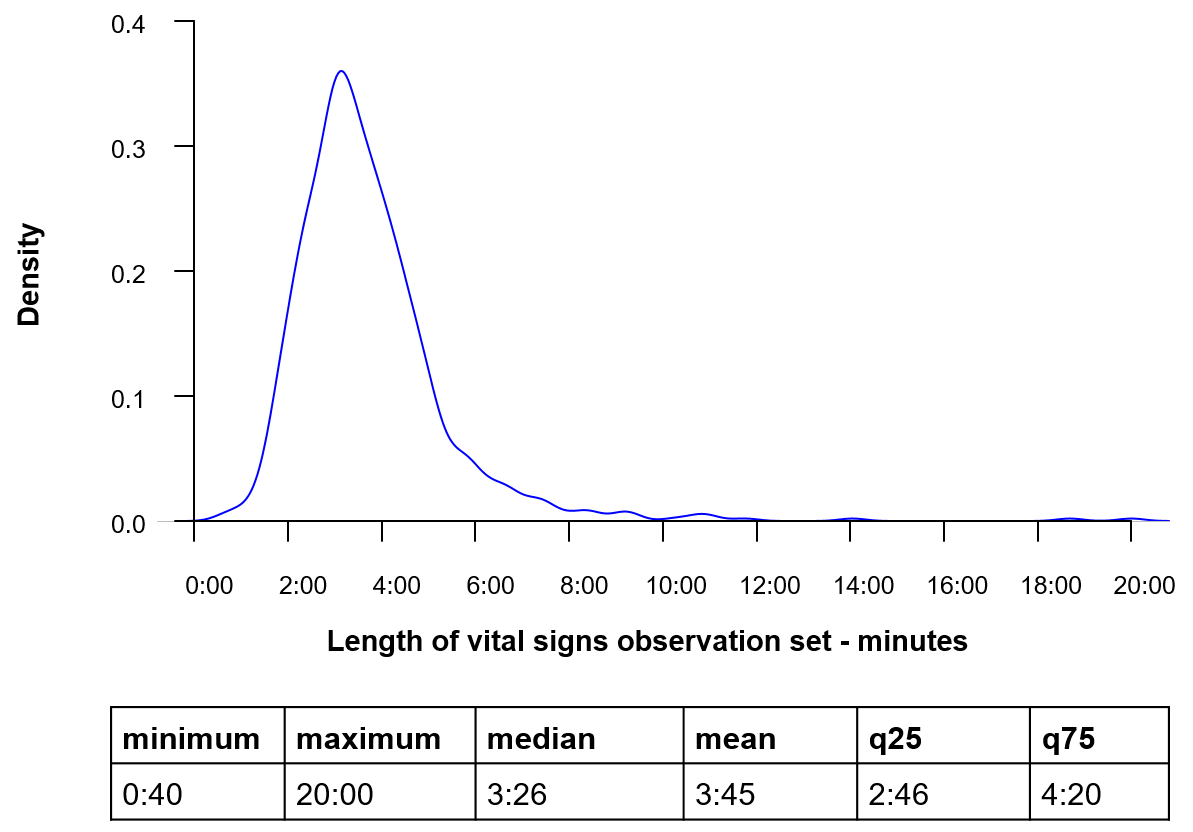 0.4
0.3
0.2
0.1
0.0
Density
0:00 2:00 4:00 6:00 8:00 10:00 12:00 14:00 16:00 18:00 20:00
Length of vital signs observation set - minutes
minimum maximum median mean q25 q75
0:40 20:00 3:26 3:45 2:46 4:20